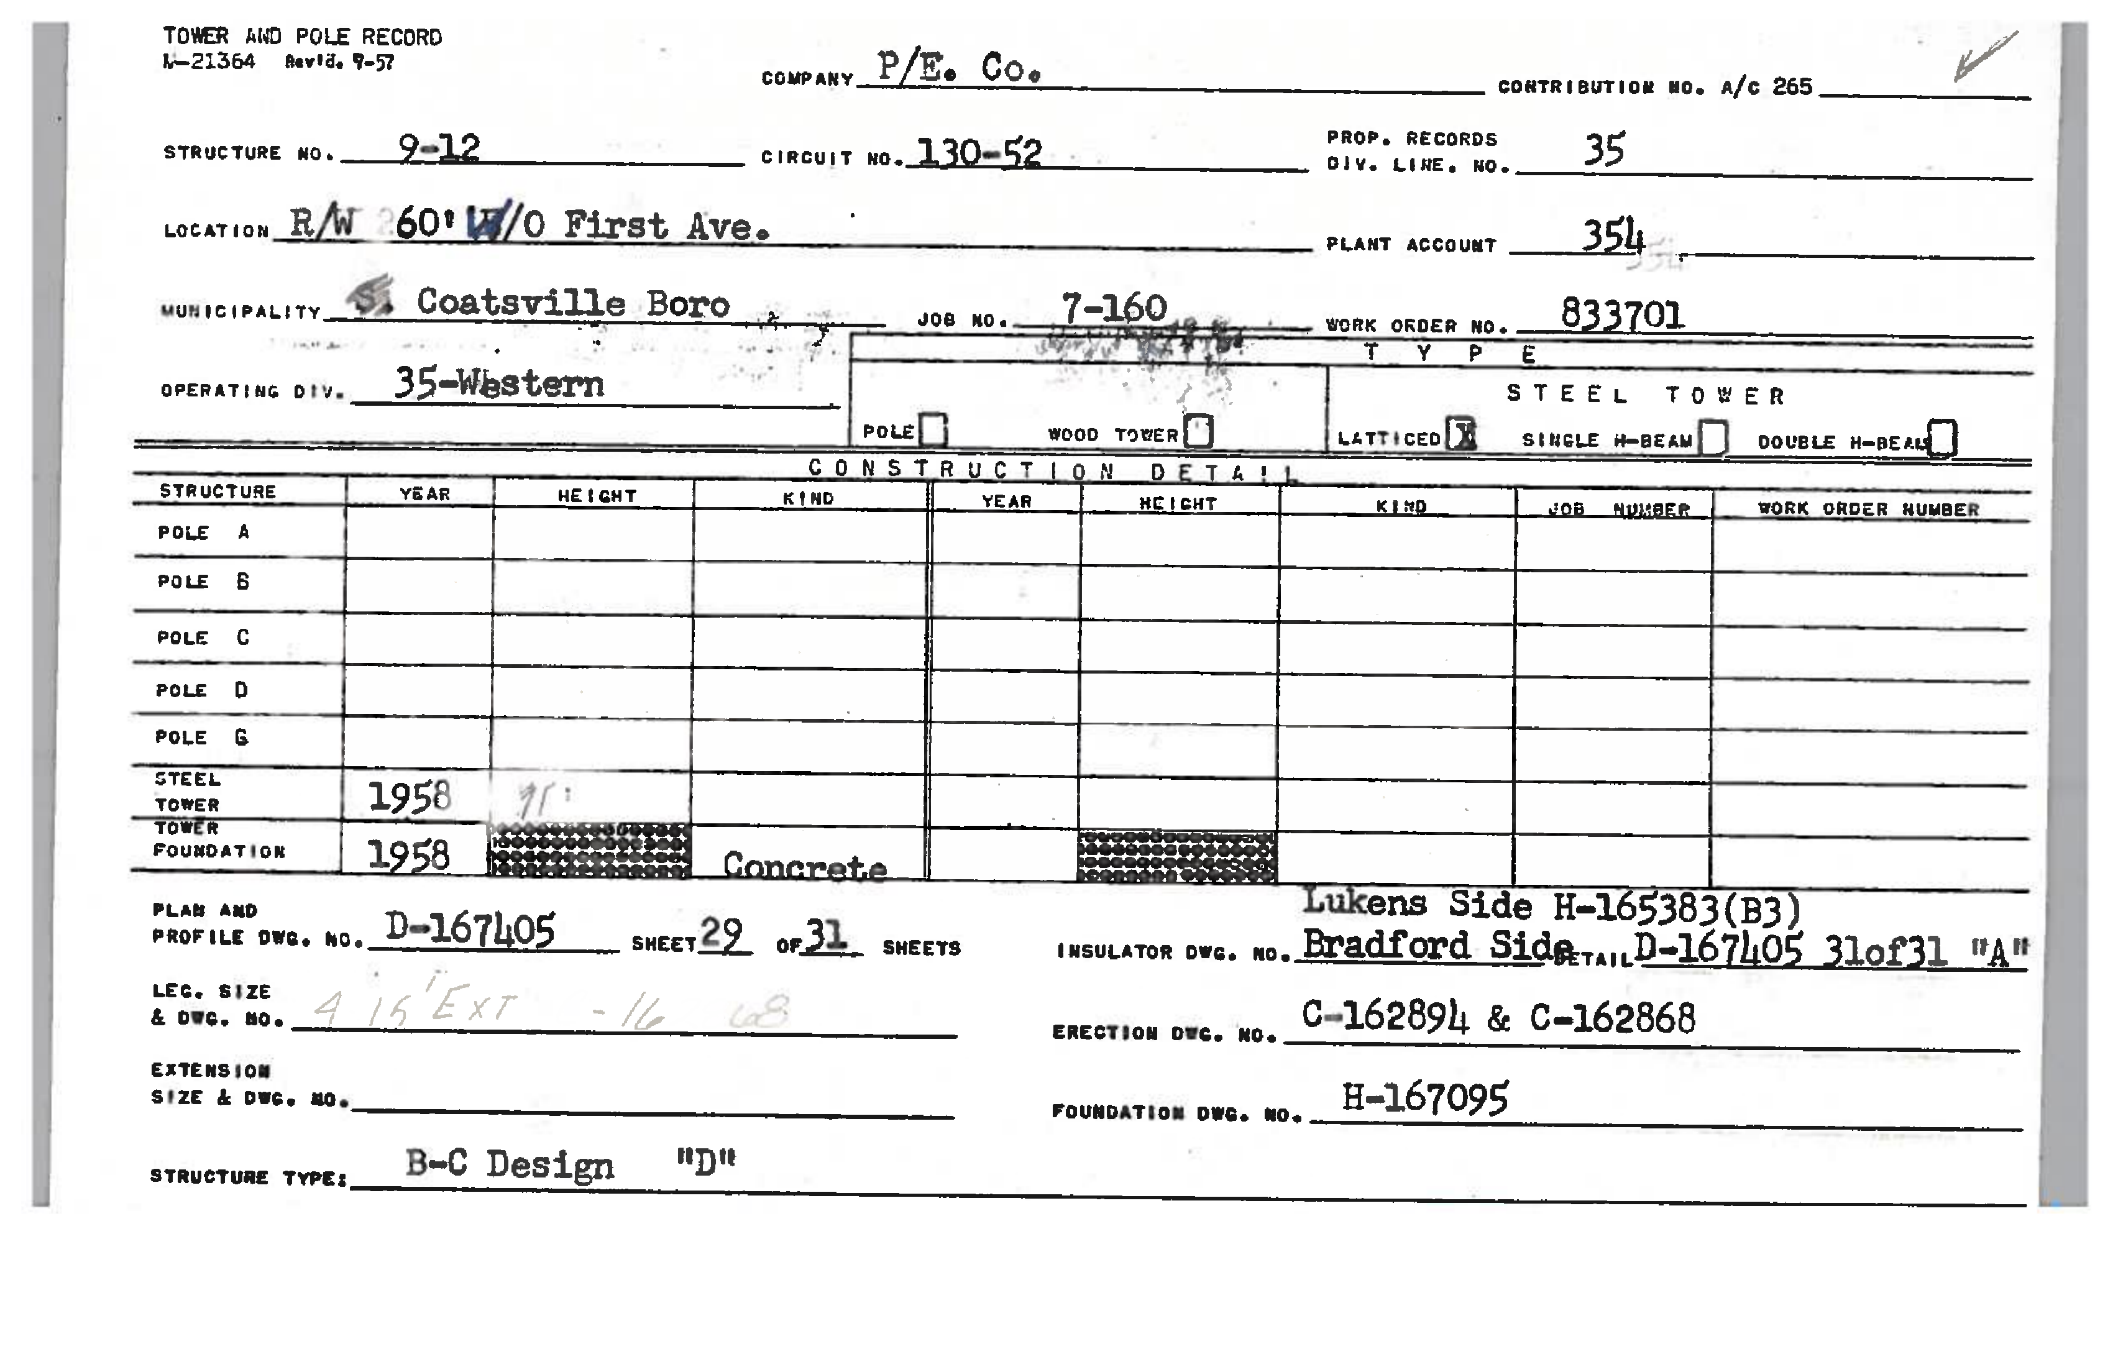 TOWER AND POLE RECORD
M-21364 Rev'd. 9-57
COMPANY P/E. Co.
CONTRIBUTION NO. A/C 265
STRUCTURE NO. 9-12
CIRCUIT NO. 130-52
PROP. RECORDS
DIV. LINE. NO. 35
LOCATION R/W 60' W/O First Ave.
PLANT ACCOUNT 354
MUNICIPALITY S. Coatsville Boro
JOB NO. 7-160
WORK ORDER NO. 833701
TYPE
OPERATING DIV. 35-Western
STEEL TOWER
POLE WOOD TOWER LATTICED X SINGLE H-BEAM DOUBLE H-BEAM
CONSTRUCTION DETAIL
STRUCTURE YEAR HEIGHT KIND YEAR HEIGHT KIND JOB NUMBER WORK ORDER NUMBER
POLE A
POLE B
POLE C
POLE D
POLE G
STEEL
TOWER 1958
TOWER
FOUNDATION 1958 Concrete
PLAN AND
PROFILE DWG. NO. D-167405 SHEET 29 OF 31 SHEETS
Lukens Side H-165383(B3)
INSULATOR DWG. NO. Bradford Side DETAIL D-167405 31of31 "A"
LEG. SIZE
& DWG. NO. 4 15' EXT -16 68
ERECTION DWG. NO. C-162894 & C-162868
EXTENSION
SIZE & DWG. NO.
FOUNDATION DWG. NO. H-167095
STRUCTURE TYPE: B-C Design "D"